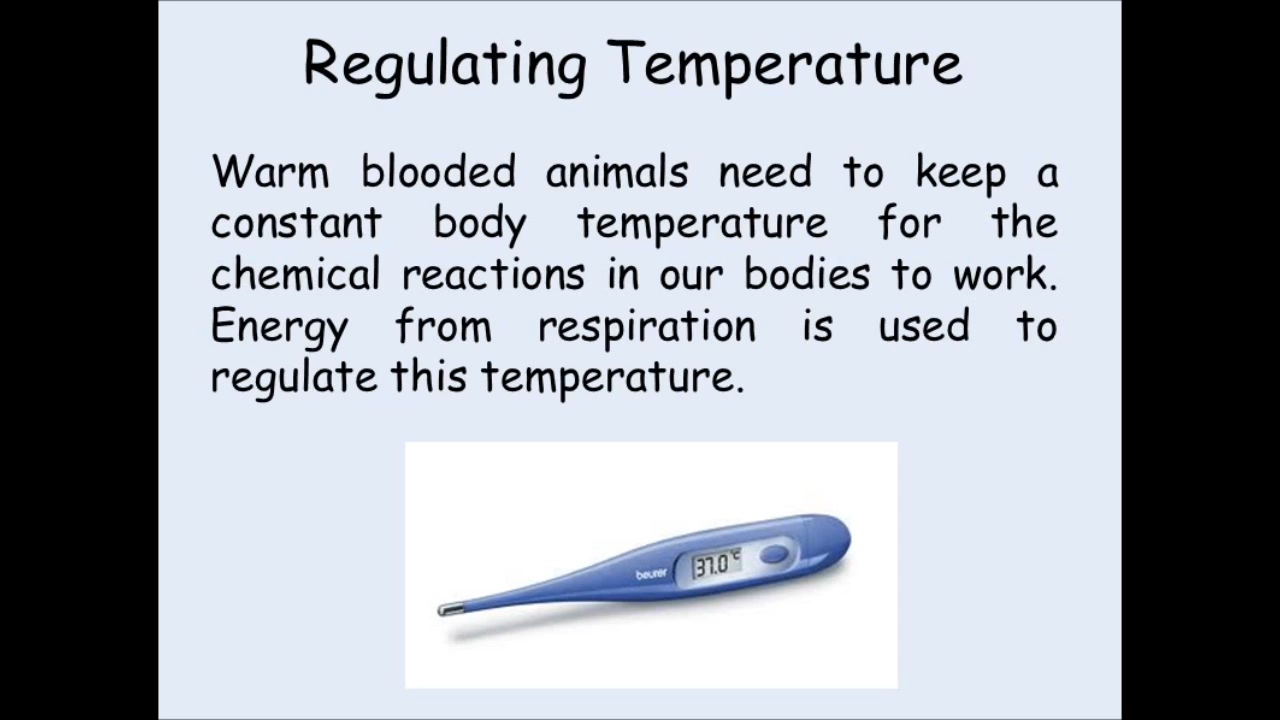 Regulating Temperature
Warm blooded animals need to keep a
constant body temperature for the
chemical reactions in our bodies to work.
Energy from respiration is used to
regulate this temperature.
37.0 °C
beurer